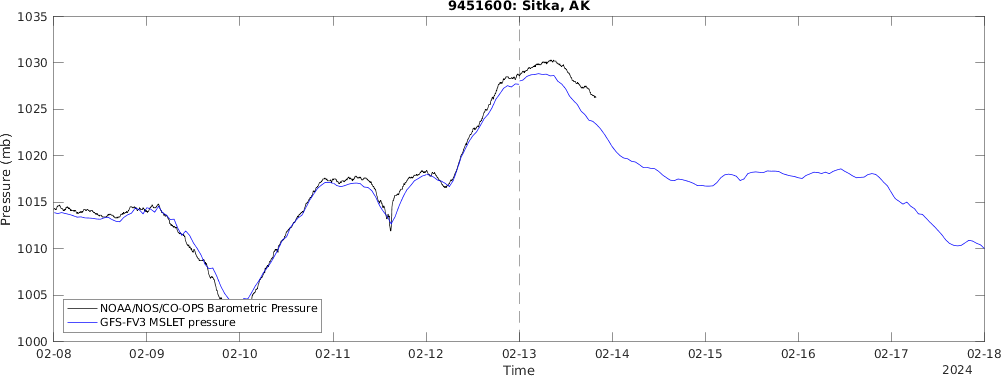 9451600: Sitka, AK
1035
1030
1025
1020
1015
1010
1005
1000
Pressure (mb)
NOAA/NOS/CO-OPS Barometric Pressure
GFS-FV3 MSLET pressure
02-08 02-09 02-10 02-11 02-12 02-13 02-14 02-15 02-16 02-17 02-18
Time
2024